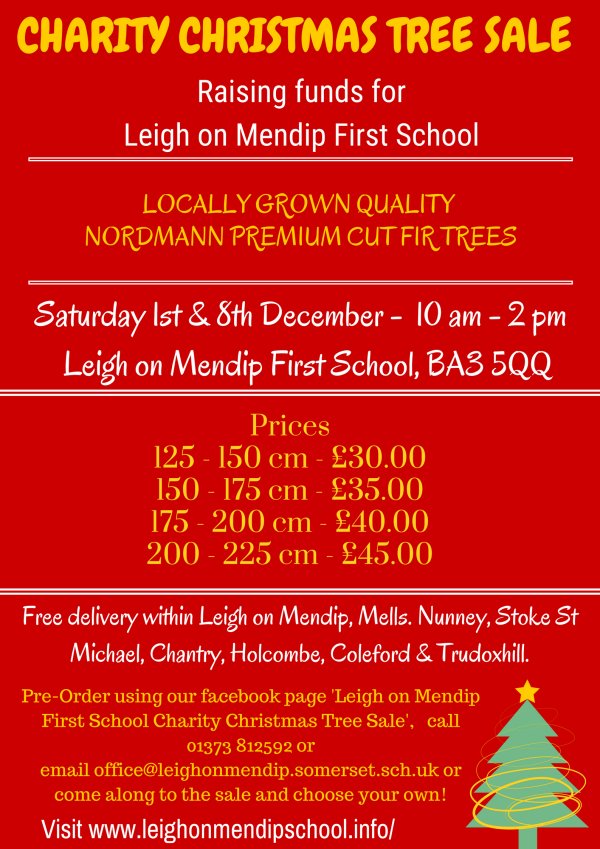 CHARITY CHRISTMAS TREE SALE
Raising funds for
Leigh on Mendip First School
LOCALLY GROWN QUALITY
NORDMANN PREMIUM CUT FIR TREES
Saturday 1st & 8th December - 10 am - 2 pm
Leigh on Mendip First School, BA3 5QQ
Prices
125 - 150 cm - £30.00
150 - 175 cm - £35.00
175 - 200 cm - £40.00
200 - 225 cm - £45.00
Free delivery within Leigh on Mendip, Mells. Nunney, Stoke St
Michael, Chantry, Holcombe, Coleford & Trudoxhill.
Pre-Order using our facebook page 'Leigh on Mendip
First School Charity Christmas Tree Sale', call
01373 812592 or
email office@leighonmendip.somerset.sch.uk or
come along to the sale and choose your own!
Visit www.leighonmendipschool.info/